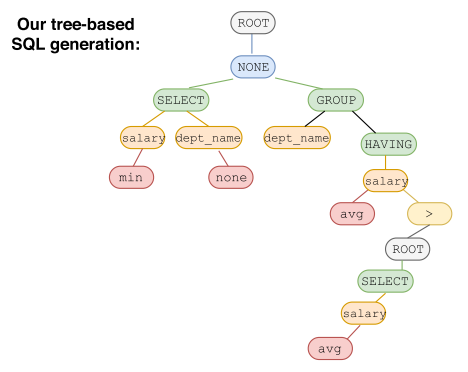 Our tree-based
SQL generation:
ROOT
NONE
SELECT
GROUP
salary
dept_name
dept_name
HAVING
min
none
salary
avg
>
ROOT
SELECT
salary
avg